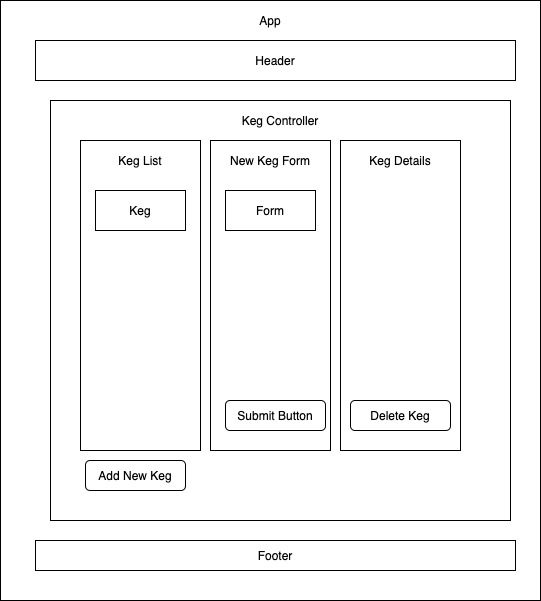 App
Header
Keg Controller
Keg List
New Keg Form
Keg Details
Keg
Form
Submit Button
Delete Keg
Add New Keg
Footer